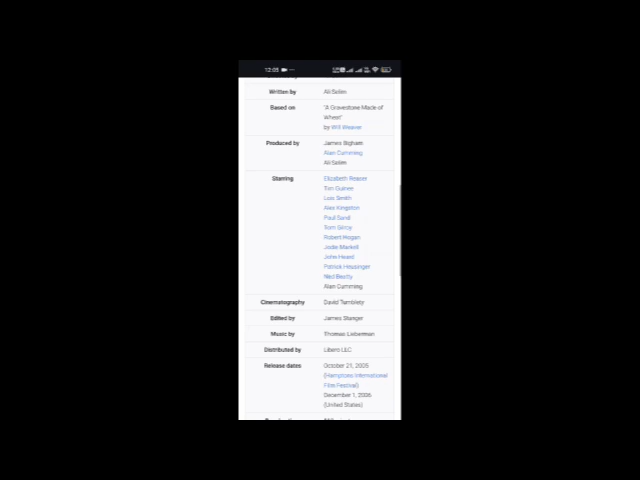 12:05
Written by Ali Selim
Based on "A Gravestone Made of
Wheat"
by Will Weaver
Produced by James Bigham
Alan Cumming
Ali Selim
Starring Elizabeth Reaser
Tim Guinee
Lois Smith
Alex Kingston
Paul Sand
Tom Gilroy
Robert Hogan
Jodie Markell
John Heard
Patrick Heusinger
Ned Beatty
Alan Cumming
Cinematography David Tumblety
Edited by James Stanger
Music by Thomas Lieberman
Distributed by Libero LLC
Release dates October 21, 2005
(Hamptons International
Film Festival)
December 1, 2006
(United States)